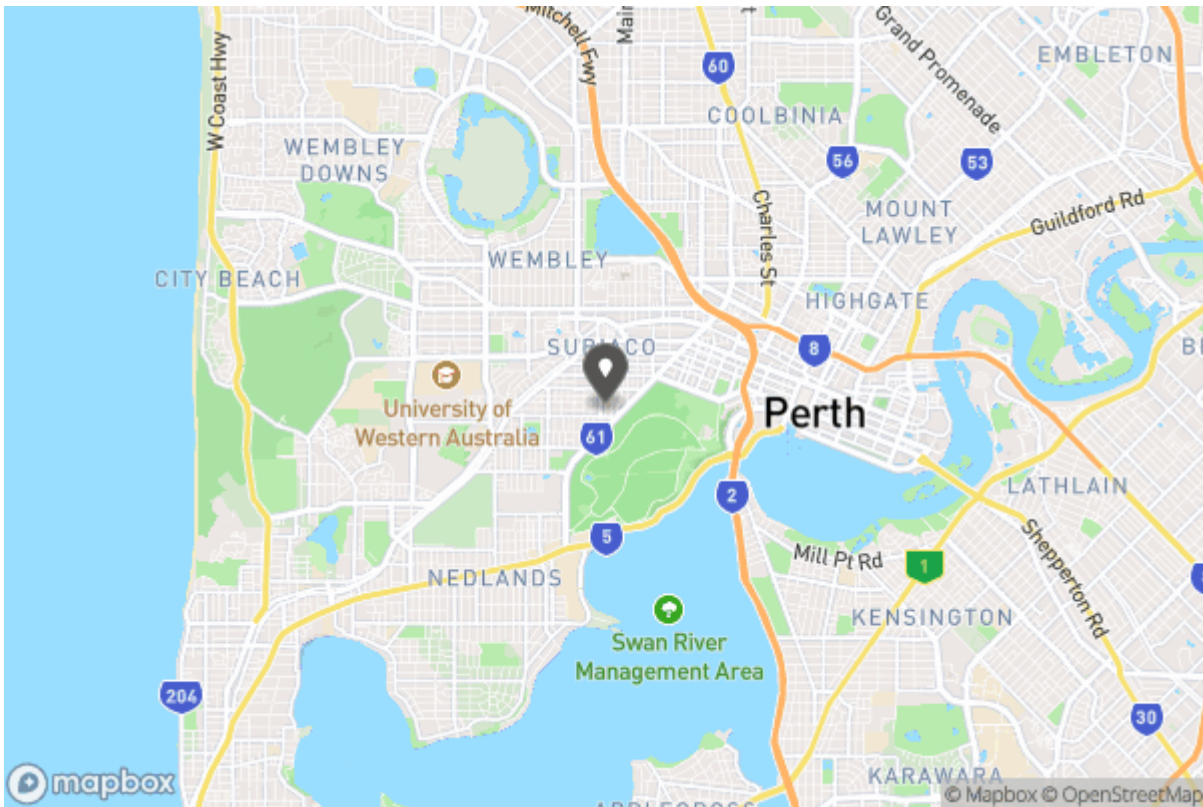 Mitchell Fwy
Main
St
Grand Promenade
EMBLETON
60
COOLBINIA
W Coast Hwy
WEMBLEY
DOWNS
56
53
Charles St
MOUNT
LAWLEY
Guildford Rd
WEMBLEY
CITY BEACH
HIGHGATE
SUBIACO
8
University of
Western Australia
Perth
61
LATHLAIN
2
5
Mill Pt Rd
1
Shepperton Rd
NEDLANDS
KENSINGTON
Swan River
Management Area
204
30
KARAWARA
mapbox
© Mapbox © OpenStreetMap